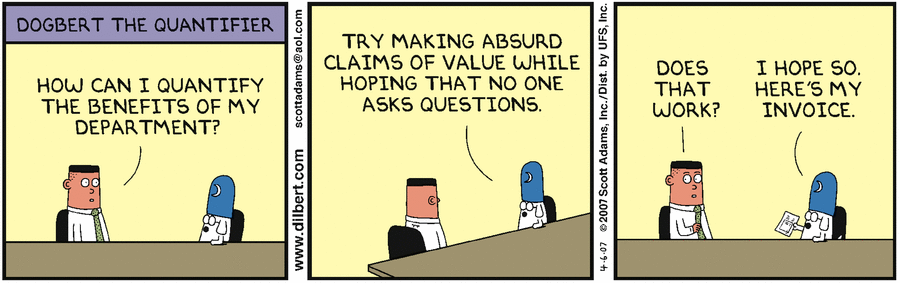 DOGBERT THE QUANTIFIER
HOW CAN I QUANTIFY
THE BENEFITS OF MY
DEPARTMENT?
www.dilbert.com scottadams@aol.com
TRY MAKING ABSURD
CLAIMS OF VALUE WHILE
HOPING THAT NO ONE
ASKS QUESTIONS.
4-6-07 ©2007 Scott Adams, Inc./Dist. by UFS, Inc.
DOES
THAT
WORK?
I HOPE SO.
HERE'S MY
INVOICE.